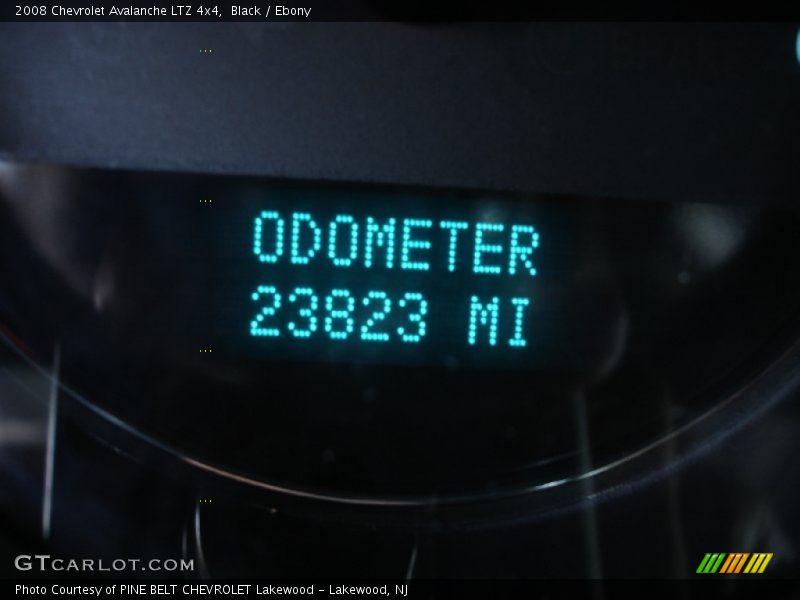 2008 Chevrolet Avalanche LTZ 4x4, Black / Ebony
ODOMETER
23823 MI
GTCARLOT.COM
Photo Courtesy of PINE BELT CHEVROLET Lakewood - Lakewood, NJ